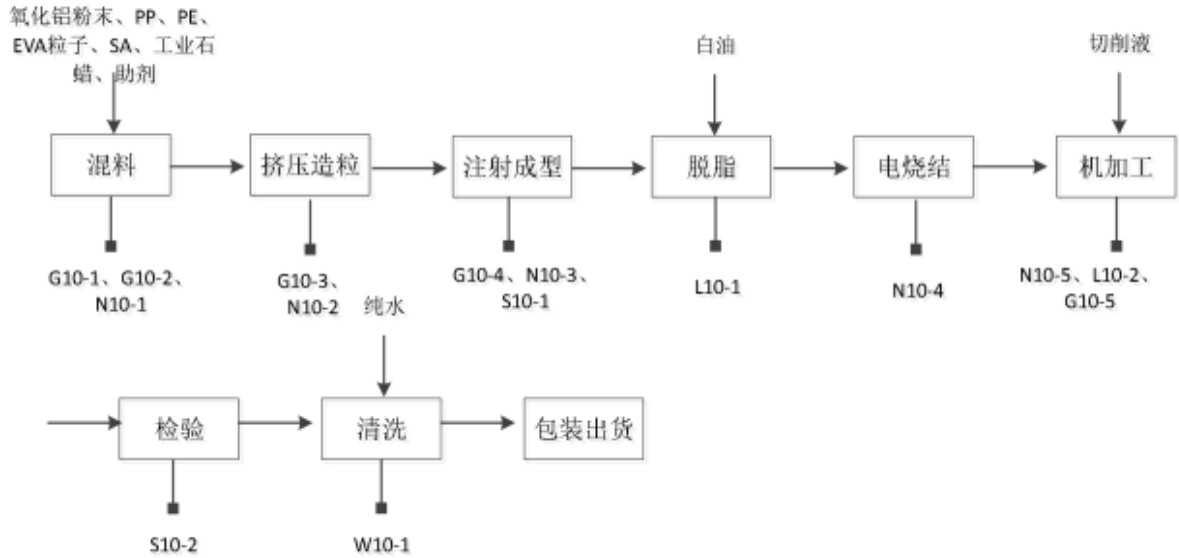 氧化铝粉末、PP、PE、
EVA粒子、SA、工业石
蜡、助剂
白油
切削液
混料
挤压造粒
注射成型
脱脂
电烧结
机加工
G10-1、G10-2、
N10-1
G10-3、
N10-2
G10-4、N10-3、
S10-1
L10-1
N10-4
N10-5、L10-2、
G10-5
纯水
检验
清洗
包装出货
S10-2
W10-1